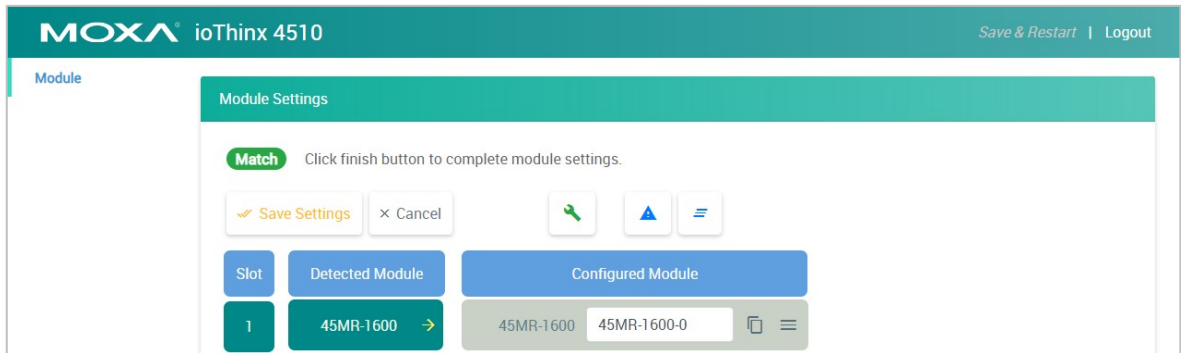 MOXA® ioThinx 4510 Save & Restart | Logout
Module
Module Settings
Match Click finish button to complete module settings.
Save Settings × Cancel
Slot Detected Module Configured Module
1 45MR-1600 → 45MR-1600 45MR-1600-0